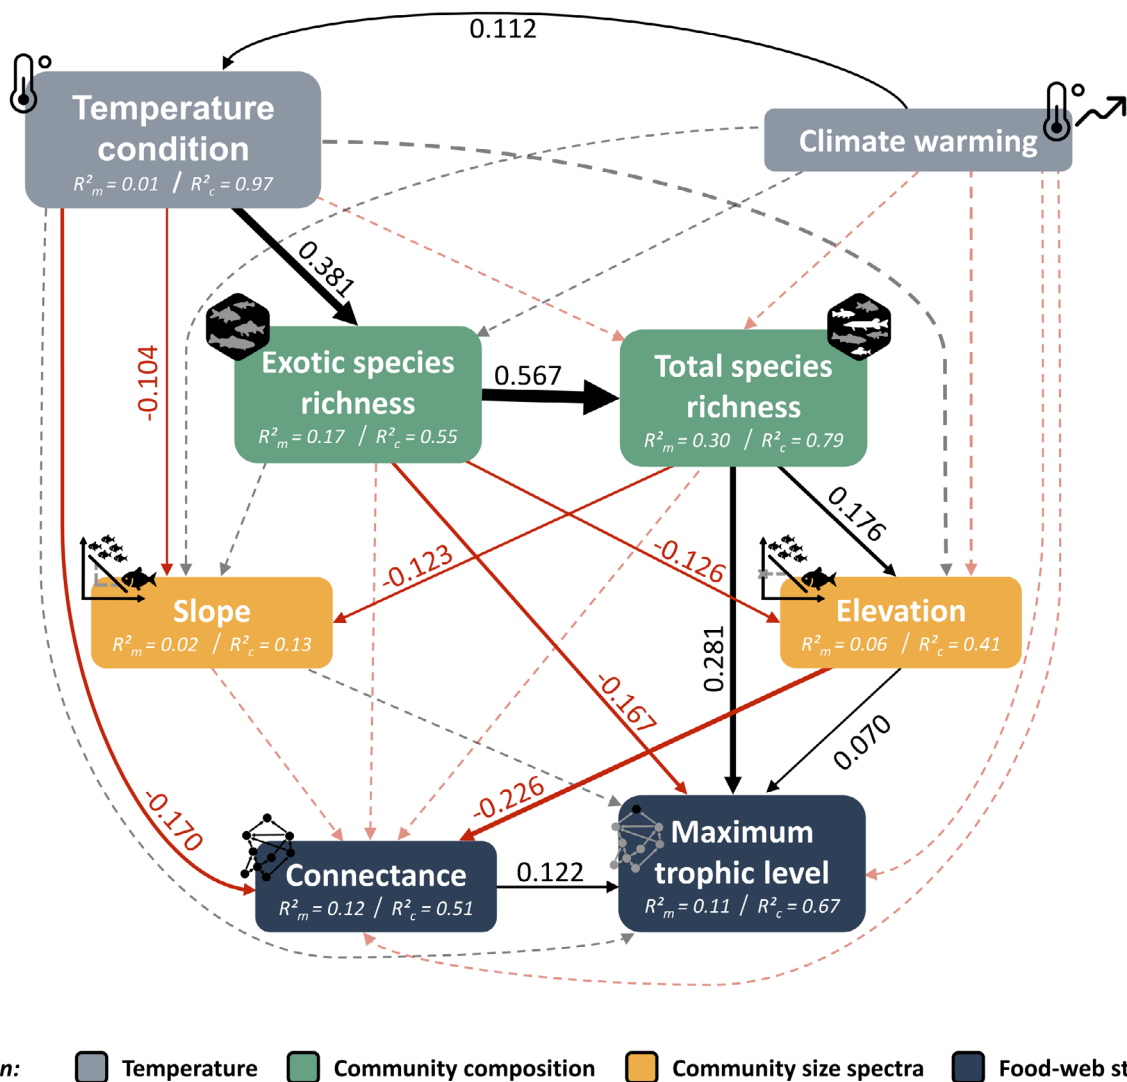 0.112
Temperature
condition
R²m = 0.01 / R²c = 0.97
Climate warming
0.381
-0.104
Exotic species
richness
R²m = 0.17 / R²c = 0.55
0.567
Total species
richness
R²m = 0.30 / R²c = 0.79
0.176
-0.123
-0.126
Slope
R²m = 0.02 / R²c = 0.13
Elevation
R²m = 0.06 / R²c = 0.41
0.281
-0.167
0.070
-0.226
-0.170
Connectance
R²m = 0.12 / R²c = 0.51
0.122
Maximum
trophic level
R²m = 0.11 / R²c = 0.67
n: Temperature Community composition Community size spectra Food-web st